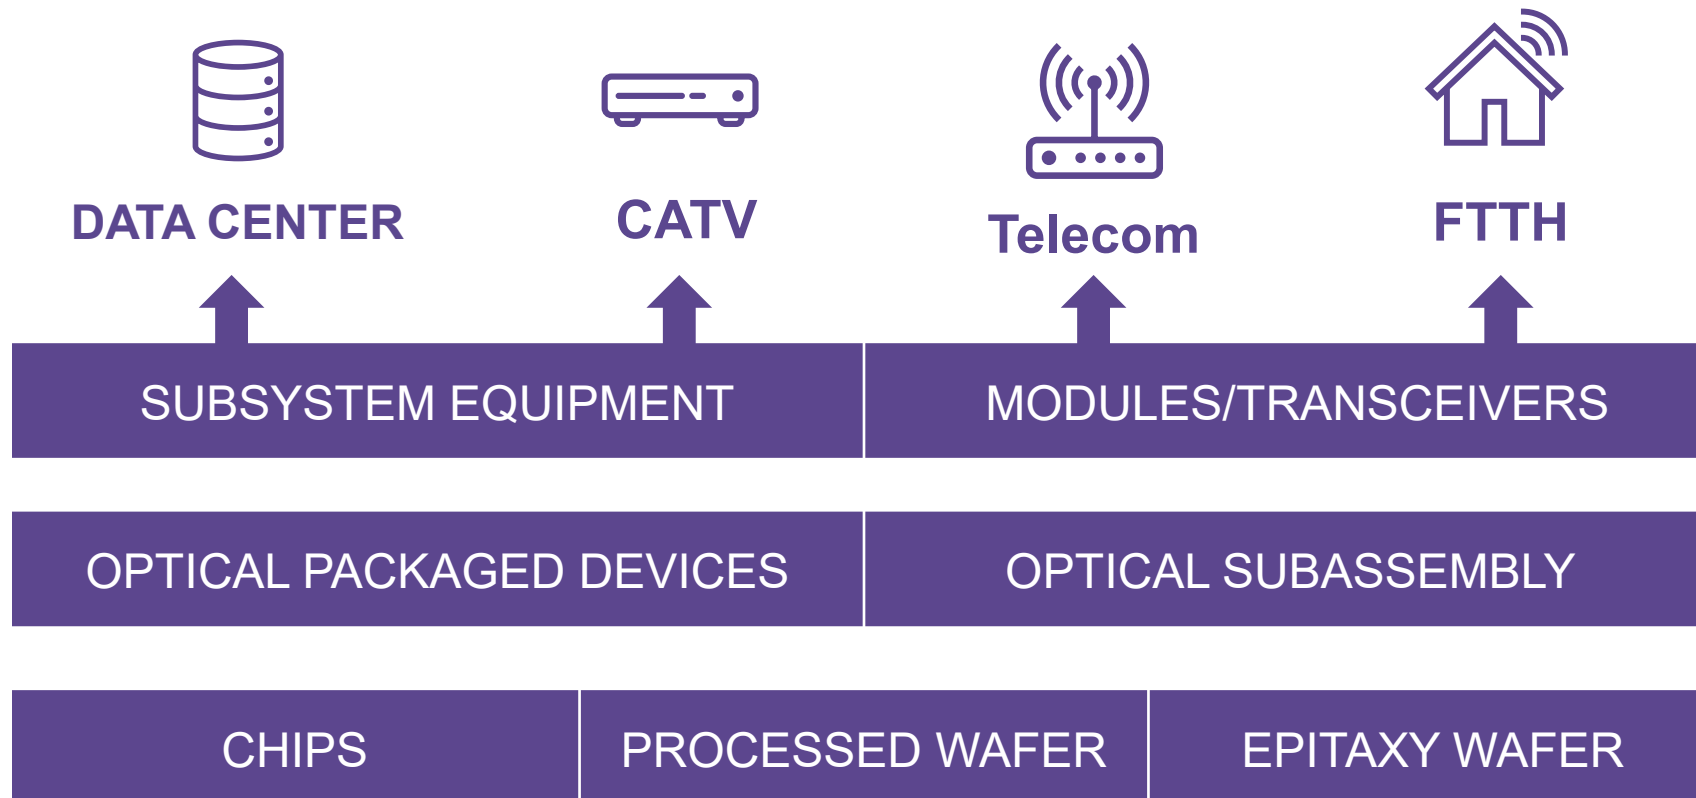 DATA CENTER
CATV
Telecom
FTTH
SUBSYSTEM EQUIPMENT
MODULES/TRANSCEIVERS
OPTICAL PACKAGED DEVICES
OPTICAL SUBASSEMBLY
CHIPS
PROCESSED WAFER
EPITAXY WAFER